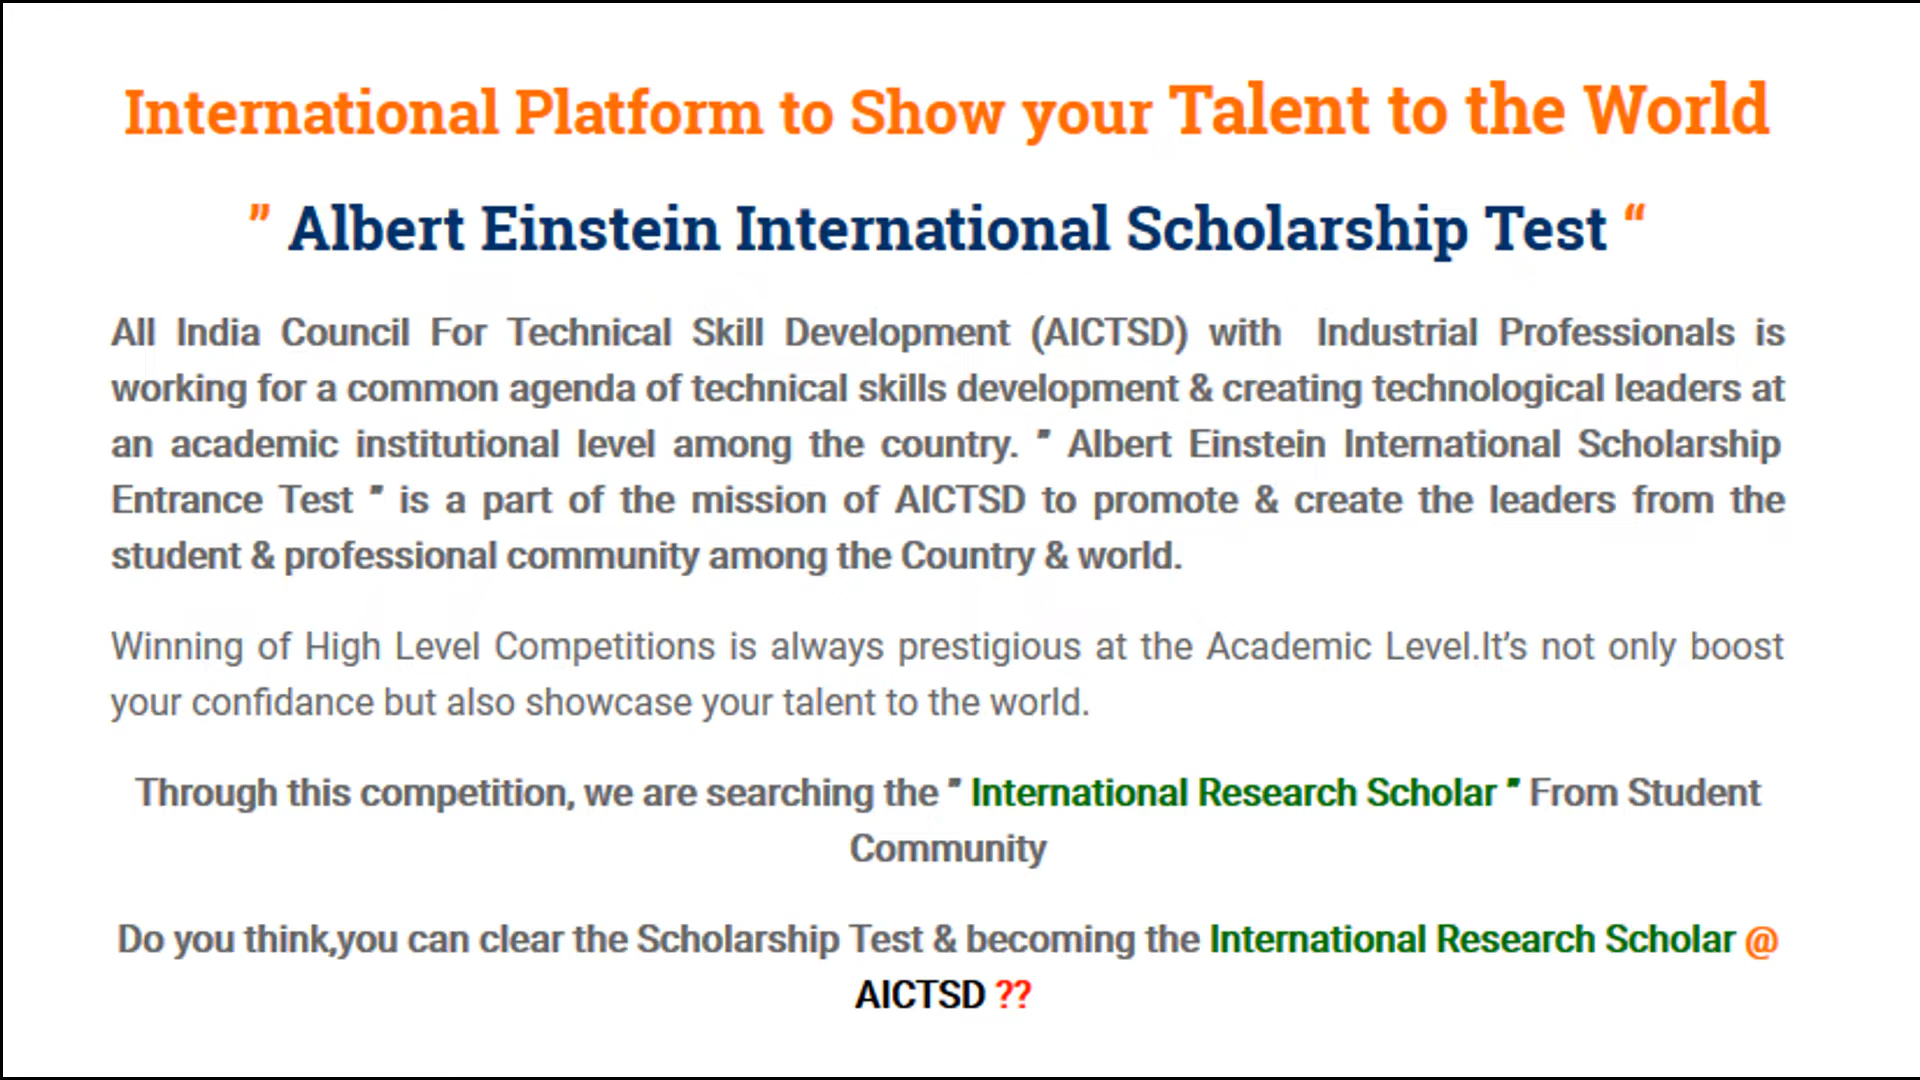 International Platform to Show your Talent to the World
” Albert Einstein International Scholarship Test “
All India Council For Technical Skill Development (AICTSD) with Industrial Professionals is
working for a common agenda of technical skills development & creating technological leaders at
an academic institutional level among the country. ” Albert Einstein International Scholarship
Entrance Test ” is a part of the mission of AICTSD to promote & create the leaders from the
student & professional community among the Country & world.
Winning of High Level Competitions is always prestigious at the Academic Level.It’s not only boost
your confidance but also showcase your talent to the world.
Through this competition, we are searching the ” International Research Scholar ” From Student
Community
Do you think,you can clear the Scholarship Test & becoming the International Research Scholar @
AICTSD ??